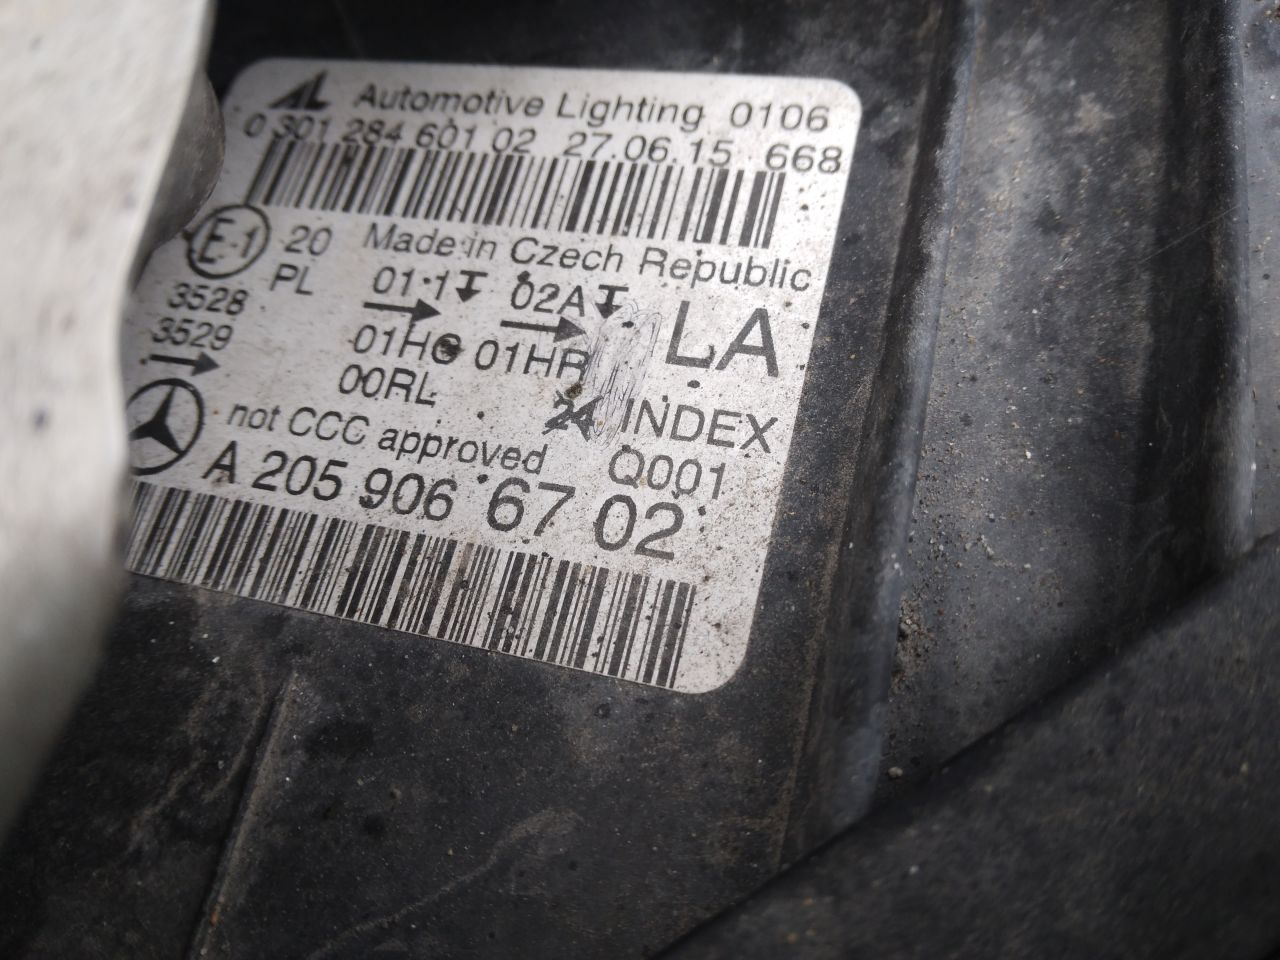 AL Automotive Lighting 0106
0 301 284 601 02 27.06.15 668
E1 20 Made in Czech Republic
PL 01 1 02A LA
3528
3529 01HC 01HR
00RL 24 INDEX
not CCC approved Q001
A 205 906 67 02